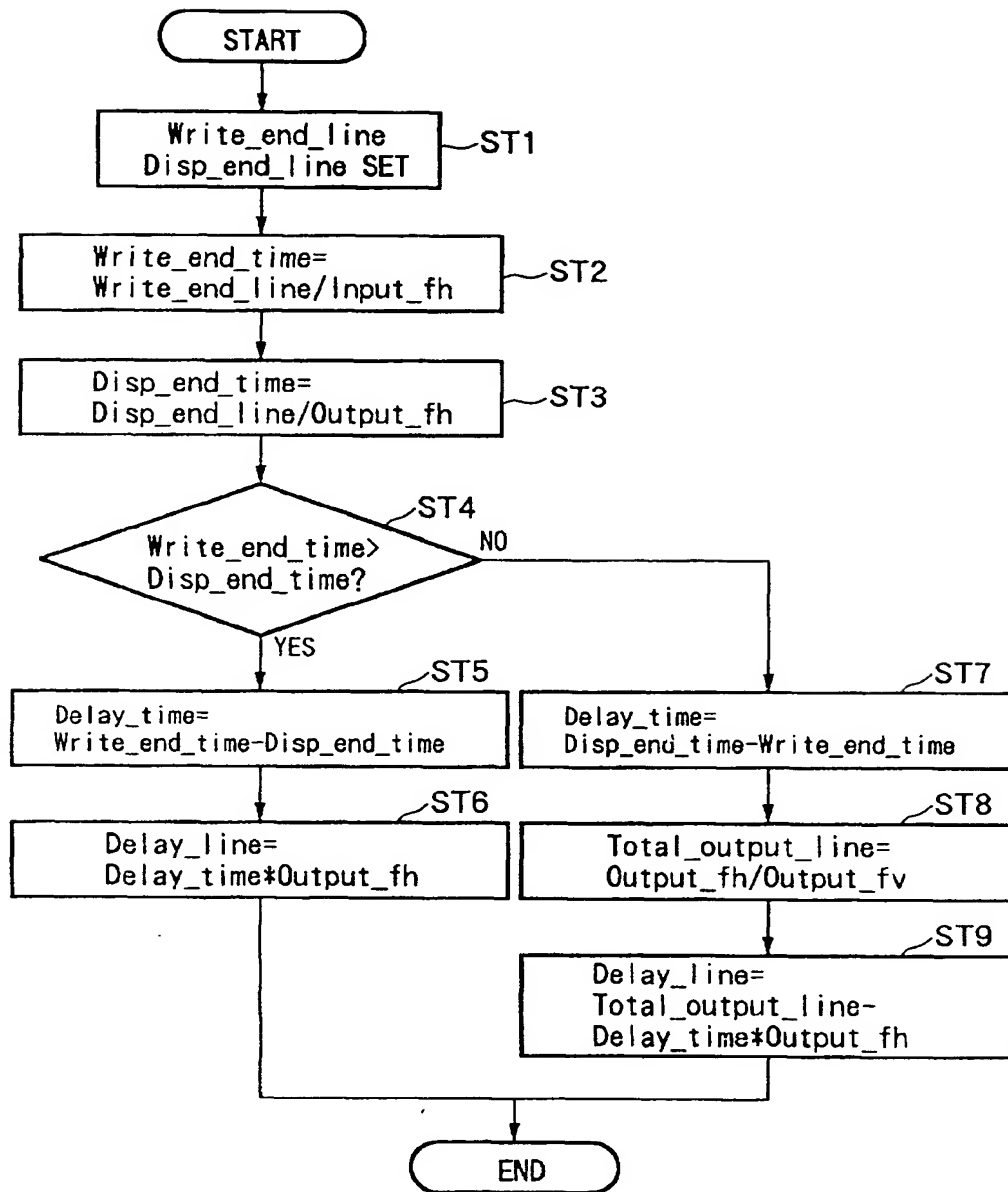 START
Write_end_line
Disp_end_line SET
ST1
Write_end_time=
Write_end_line/Input_fh
ST2
Disp_end_time=
Disp_end_line/Output_fh
ST3
ST4
Write_end_time>
Disp_end_time?
NO
YES
ST5
Delay_time=
Write_end_time-Disp_end_time
ST6
Delay_line=
Delay_time*Output_fh
ST7
Delay_time=
Disp_end_time-Write_end_time
ST8
Total_output_line=
Output_fh/Output_fv
ST9
Delay_line=
Total_output_line-
Delay_time*Output_fh
END